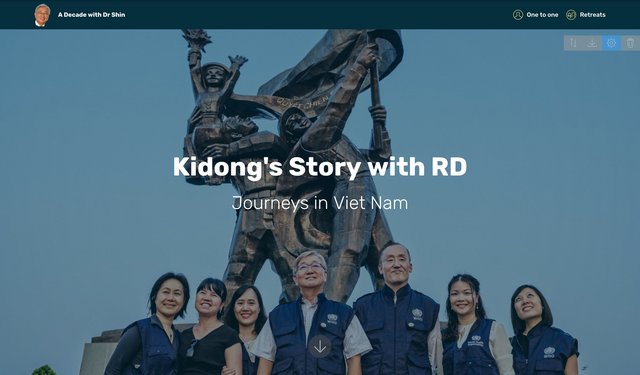 A Decade with Dr Shin
One to one
Retreats
Kidong's Story with RD
Journeys in Viet Nam